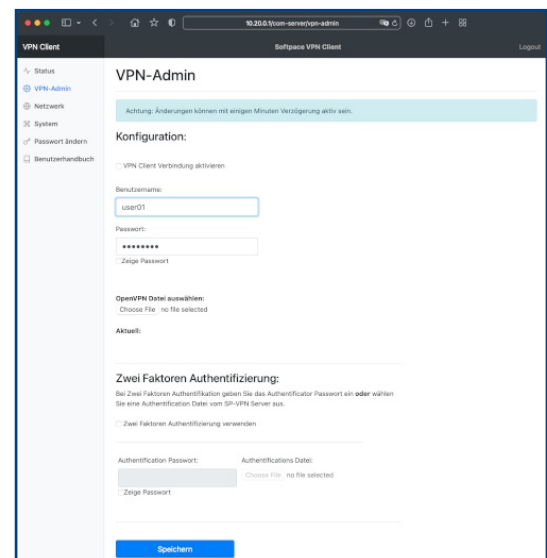 10.20.0.1/com-server/vpn-admin
VPN Client
Softpace VPN Client
Logout
Status
VPN-Admin
Netzwerk
System
Passwort ändern
Benutzerhandbuch
VPN-Admin
Achtung: Änderungen können mit einigen Minuten Verzögerung aktiv sein.
Konfiguration:
VPN Client Verbindung aktivieren
Benutzername:
user01
Passwort:
••••••••
Zeige Passwort
OpenVPN Datei auswählen:
Choose File no file selected
Aktuell:
Zwei Faktoren Authentifizierung:
Bei Zwei Faktoren Authentifikation geben Sie das Authentificator Passwort ein oder wählen
Sie eine Authentification Datei vom SP-VPN Server aus.
Zwei Faktoren Authentifizierung verwenden
Authentification Passwort:
Authentifications Datei:
Choose File no file selected
Zeige Passwort
Speichern